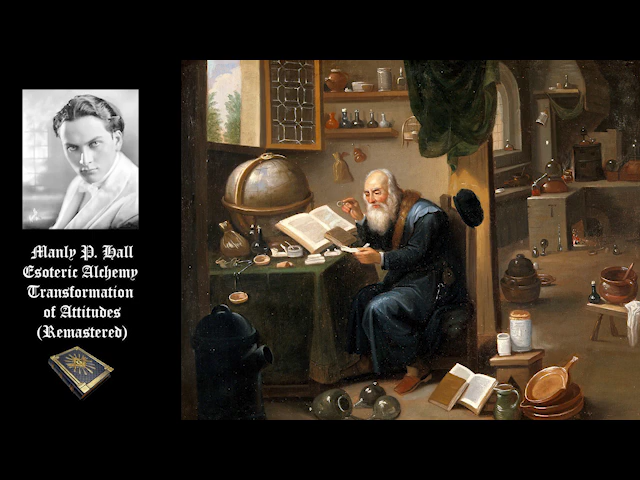 Manly P. Hall
Esoteric Alchemy
Transformation
of Attitudes
(Remastered)